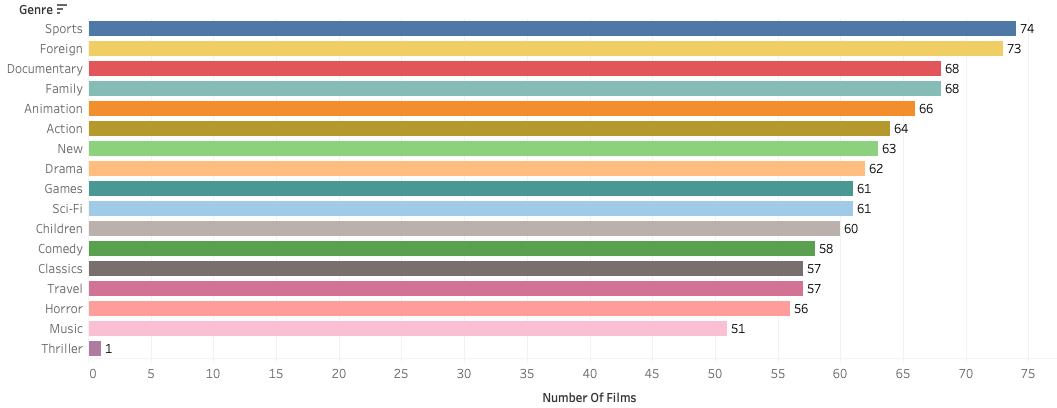 Genre
Sports 74
Foreign 73
Documentary 68
Family 68
Animation 66
Action 64
New 63
Drama 62
Games 61
Sci-Fi 61
Children 60
Comedy 58
Classics 57
Travel 57
Horror 56
Music 51
Thriller 1
0 5 10 15 20 25 30 35 40 45 50 55 60 65 70 75
Number Of Films